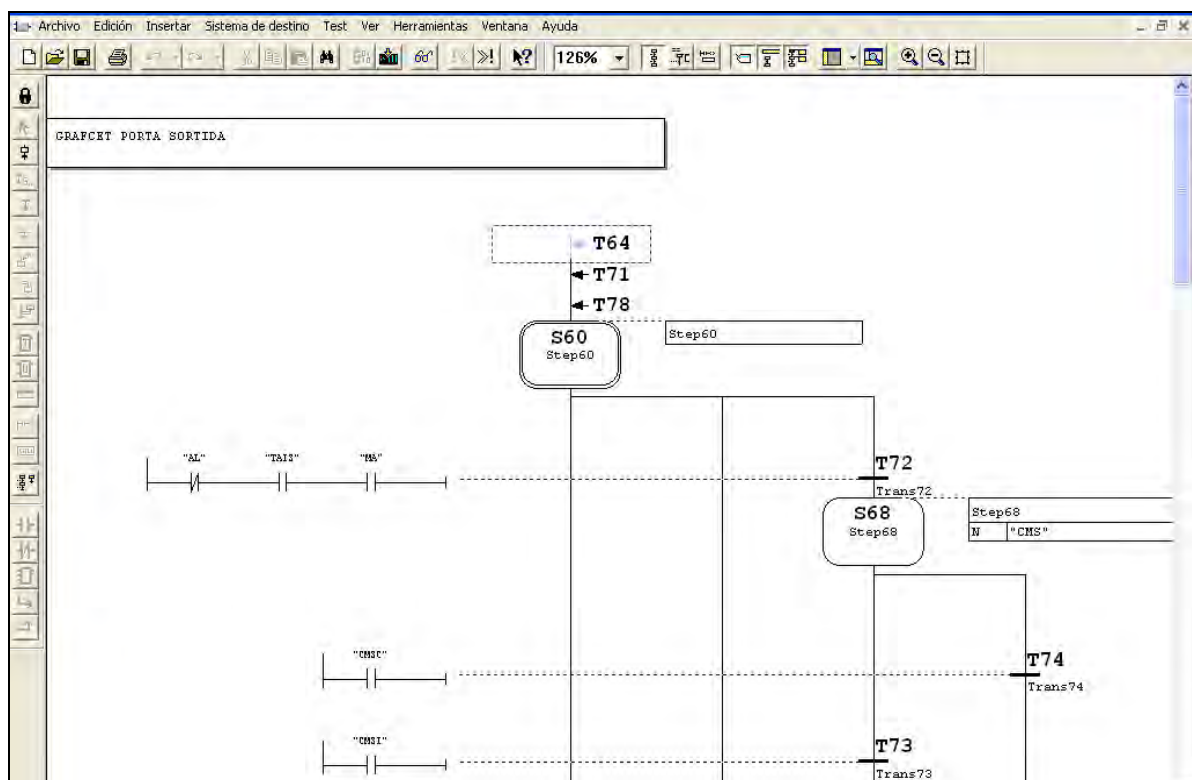 Archivo Edición Insertar Sistema de destino Test Ver Herramientas Ventana Ayuda
126%
GRAFCET PORTA SORTIDA
T64
T71
T78
S60
Step60
Step60
"AL" "TAIS" "MA"
T72
Trans72
S68
Step68
Step68
N "CMS"
"CMSC"
T74
Trans74
"CMSI"
T73
Trans73